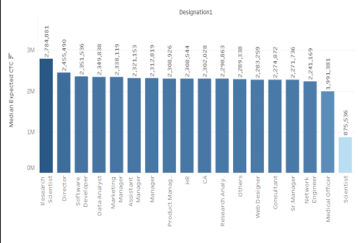 Designation1
Median Expected CTC
3M
2M
1M
0M
2,784,881
2,455,490
2,351,536
2,349,838
2,338,119
2,321,153
2,312,819
2,308,544
2,302,028
2,298,863
2,289,338
2,283,259
2,274,872
2,271,736
2,241,169
1,991,381
875,536
Research Scientist
Director
Software Developer
Data Analyst
Marketing Manager
Assistant Manager
Manager
Product Manag..
HR
CA
Research Analy..
Others
Web Designer
Consultant
Sr.Manager
Network Engineer
Medical Officer
Scientist